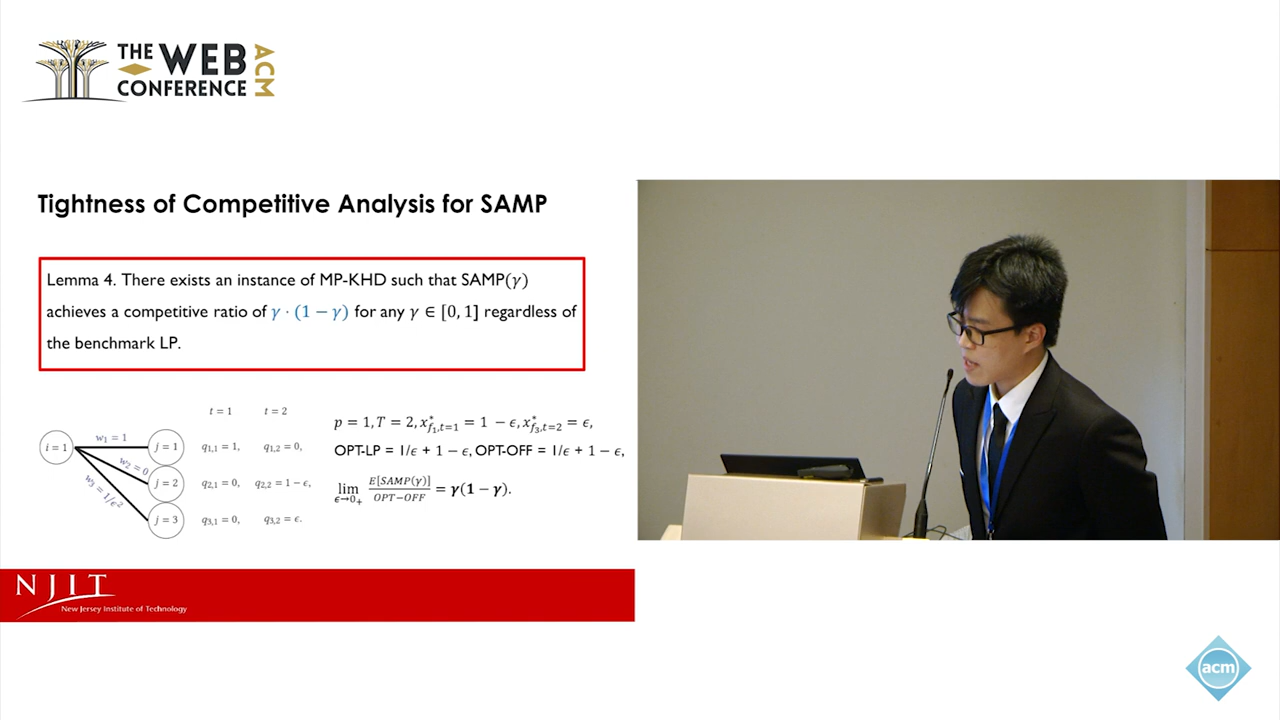 THE WEB
CONFERENCE
ACM
Tightness of Competitive Analysis for SAMP
Lemma 4. There exists an instance of MP-KHD such that SAMP(γ)
achieves a competitive ratio of γ · (1 − γ) for any γ ∈ [0, 1] regardless of
the benchmark LP.
t = 1 t = 2
i = 1 w₁ = 1 j = 1 q₁,₁ = 1, q₁,₂ = 0,
w₂ = 0 j = 2 q₂,₁ = 0, q₂,₂ = 1 − ϵ,
w₃ = 1/ϵ² j = 3 q₃,₁ = 0, q₃,₂ = ϵ.
p = 1, T = 2, x*_{f₁,t=1} = 1 − ϵ, x*_{f₃,t=2} = ϵ,
OPT-LP = 1/ϵ + 1 − ϵ, OPT-OFF = 1/ϵ + 1 − ϵ,
lim_{ϵ→0₊} E[SAMP(γ)] / OPT−OFF = γ(1 − γ).
NJIT
New Jersey Institute of Technology
acm